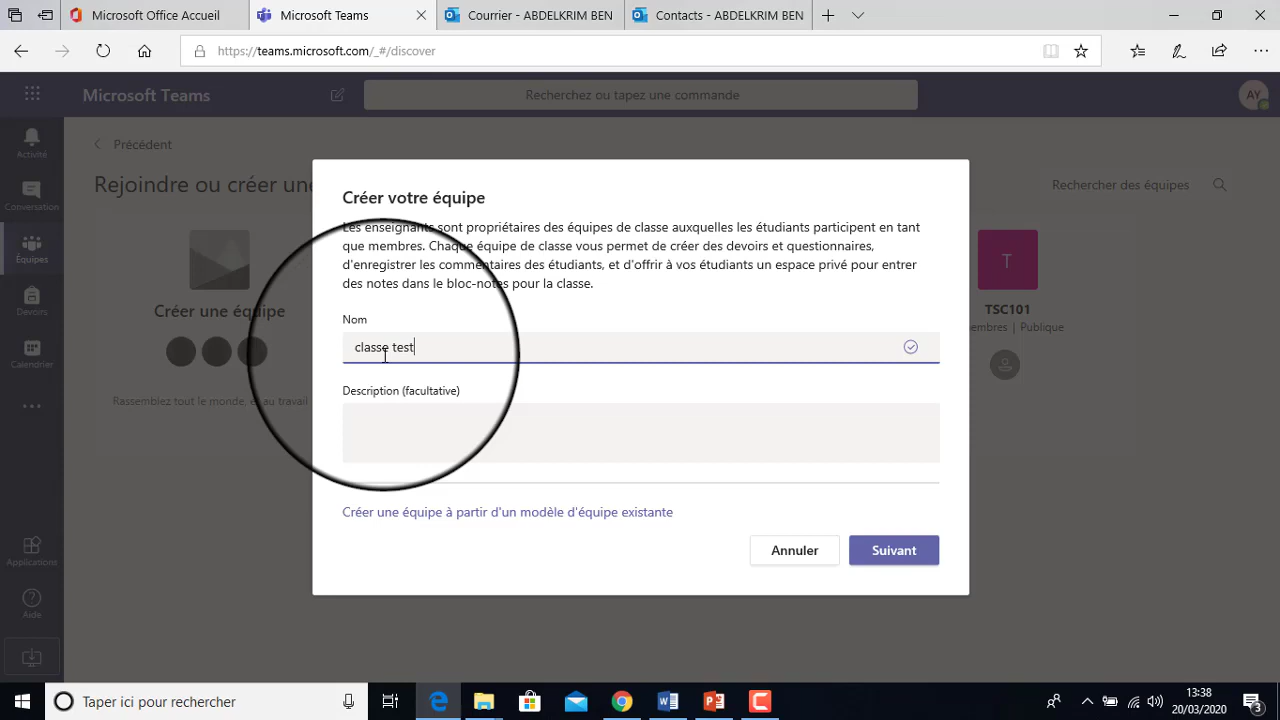 Microsoft Office Accueil
Microsoft Teams
Courrier - ABDELKRIM BEN
Contacts - ABDELKRIM BEN
https://teams.microsoft.com/_#/discover
Microsoft Teams
Recherchez ou tapez une commande
AY
Activité
Conversation
Équipes
Devoirs
Calendrier
Applications
Aide
Précédent
Rejoindre ou créer une
Rechercher des équipes
Créer une équipe
Rassemblez tout le monde, et au travail
T
TSC101
membres | Publique
Créer votre équipe
Les enseignants sont propriétaires des équipes de classe auxquelles les étudiants participent en tant
que membres. Chaque équipe de classe vous permet de créer des devoirs et questionnaires,
d'enregistrer les commentaires des étudiants, et d'offrir à vos étudiants un espace privé pour entrer
des notes dans le bloc-notes pour la classe.
Nom
classe test
Description (facultative)
Créer une équipe à partir d'un modèle d'équipe existante
Annuler
Suivant
Taper ici pour rechercher
13:38
20/03/2020
3